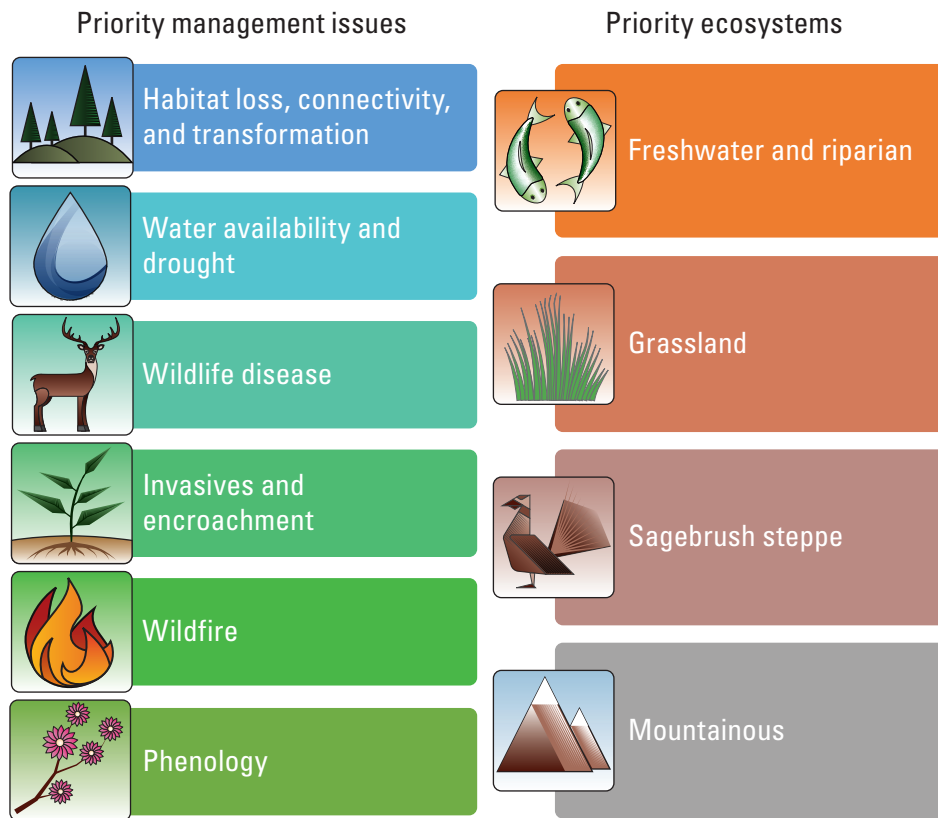 Priority management issues
Habitat loss, connectivity,
and transformation
Water availability and
drought
Wildlife disease
Invasives and
encroachment
Wildfire
Phenology
Priority ecosystems
Freshwater and riparian
Grassland
Sagebrush steppe
Mountainous